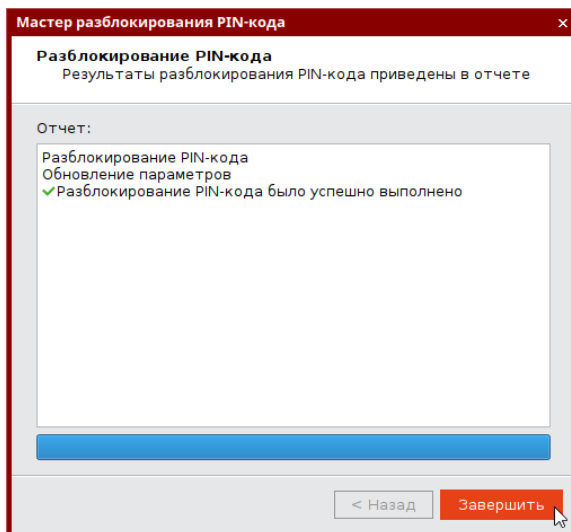 Мастер разблокирования PIN-кода
Разблокирование PIN-кода
Результаты разблокирования PIN-кода приведены в отчете
Отчет:
Разблокирование PIN-кода
Обновление параметров
Разблокирование PIN-кода было успешно выполнено
< Назад
Завершить